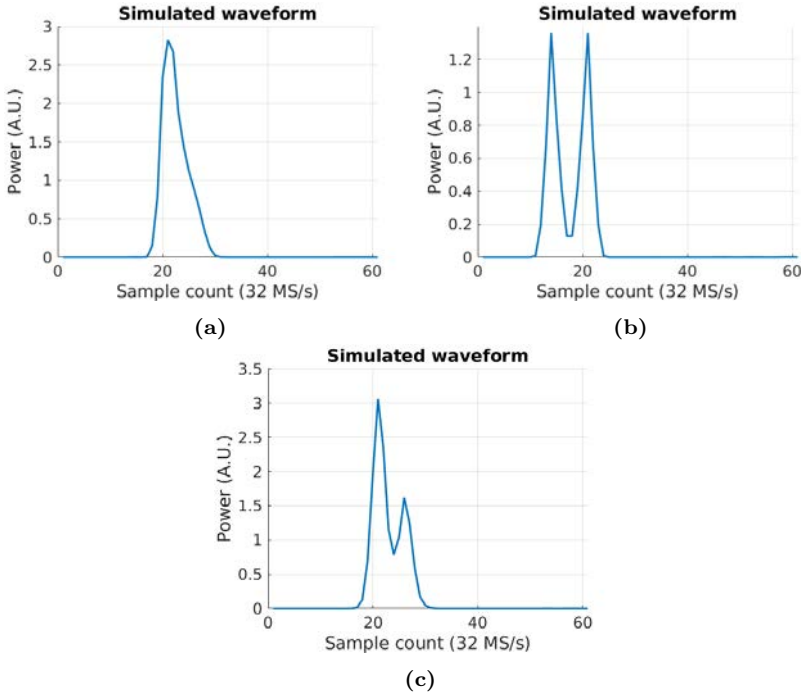 Simulated waveform
Power (A.U.)
3
2.5
2
1.5
1
0.5
0
0 20 40 60
Sample count (32 MS/s)
(a)
Simulated waveform
Power (A.U.)
1.2
1
0.8
0.6
0.4
0.2
0
20 40 60
Sample count (32 MS/s)
(b)
Simulated waveform
Power (A.U.)
3.5
3
2.5
2
1.5
1
0.5
0
0 20 40 60
Sample count (32 MS/s)
(c)